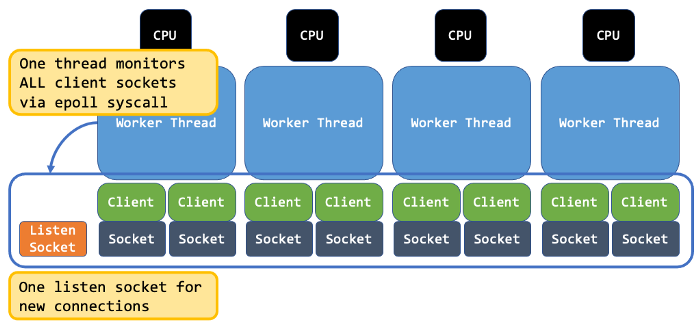 CPU CPU CPU CPU
One thread monitors
ALL client sockets
via epoll syscall
Worker Thread Worker Thread Worker Thread Worker Thread
Client Client Client Client Client Client Client Client
Listen
Socket
Socket Socket Socket Socket Socket Socket Socket Socket
One listen socket for
new connections